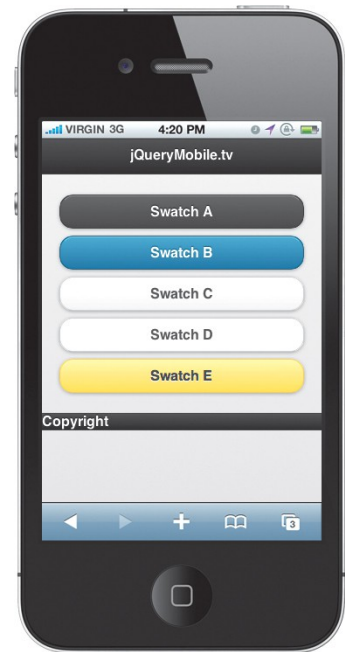 VIRGIN 3G 4:20 PM
jQueryMobile.tv
Swatch A
Swatch B
Swatch C
Swatch D
Swatch E
Copyright
3